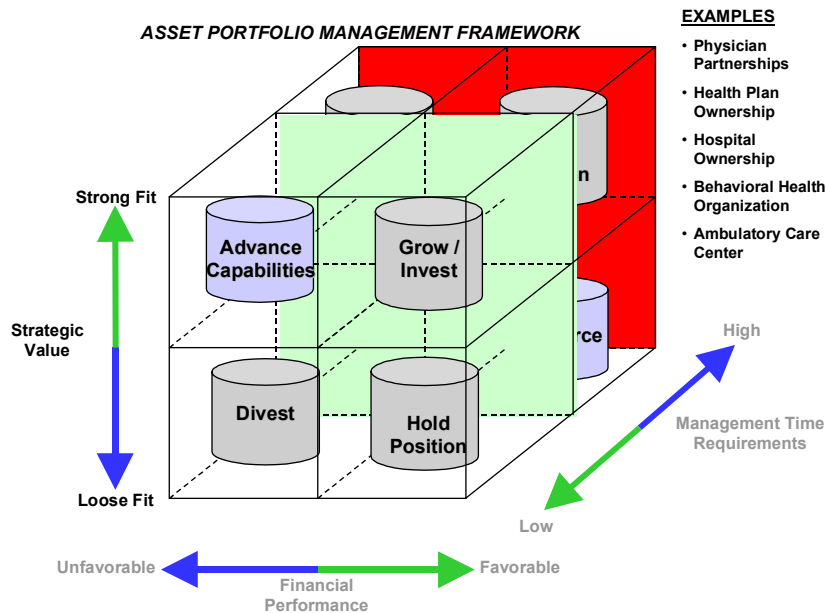 ASSET PORTFOLIO MANAGEMENT FRAMEWORK
EXAMPLES
• Physician
Partnerships
• Health Plan
Ownership
• Hospital
Ownership
• Behavioral Health
Organization
• Ambulatory Care
Center
Strong Fit
Strategic
Value
Loose Fit
Advance
Capabilities
Grow /
Invest
Divest
Hold
Position
High
Management Time
Requirements
Low
Unfavorable
Financial
Performance
Favorable